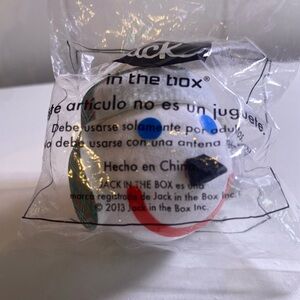 Jack
in the box®
te artículo no es un juguete
Debe usarse solamente por adul
o debe usarse con una antena
Hecho en China
JACK IN THE BOX es una
marca registrada de Jack in the Box Inc.
© 2013 Jack in the Box Inc.